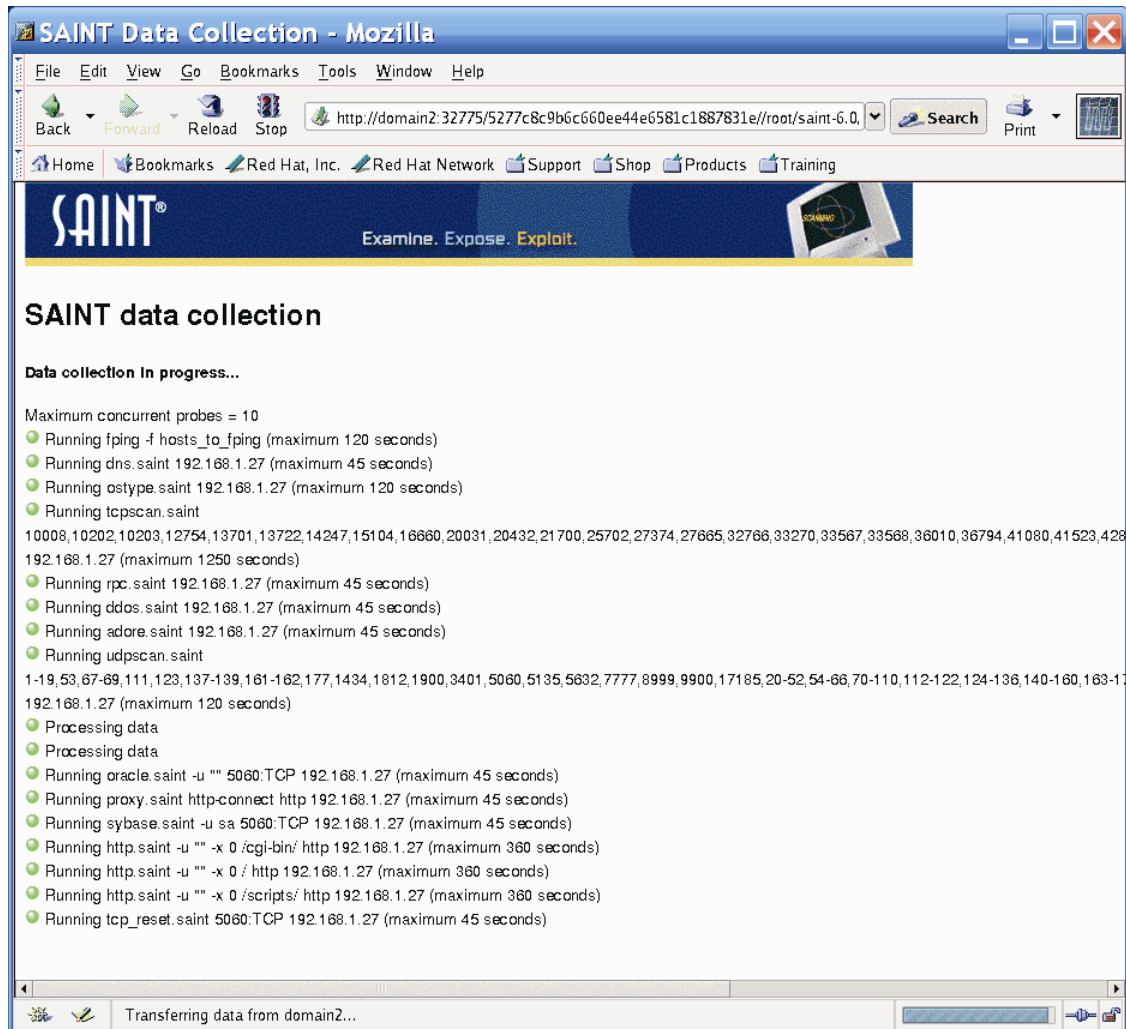 SAINT Data Collection - Mozilla
File Edit View Go Bookmarks Tools Window Help
Back Forward Reload Stop http://domain2:32775/5277c8c9b6c660ee44e6581c1887831e//root/saint-6.0, Search Print
Home Bookmarks Red Hat, Inc. Red Hat Network Support Shop Products Training
SAINT® Examine. Expose. Exploit. SCANNING
SAINT data collection
Data collection in progress...
Maximum concurrent probes = 10
Running fping -f hosts_to_fping (maximum 120 seconds)
Running dns.saint 192.168.1.27 (maximum 45 seconds)
Running ostype.saint 192.168.1.27 (maximum 120 seconds)
Running tcpscan.saint
10008,10202,10203,12754,13701,13722,14247,15104,16660,20031,20432,21700,25702,27374,27665,32766,33270,33567,33568,36010,36794,41080,41523,428
192.168.1.27 (maximum 1250 seconds)
Running rpc.saint 192.168.1.27 (maximum 45 seconds)
Running ddos.saint 192.168.1.27 (maximum 45 seconds)
Running adore.saint 192.168.1.27 (maximum 45 seconds)
Running udpscan.saint
1-19,53,67-69,111,123,137-139,161-162,177,1434,1812,1900,3401,5060,5135,5632,7777,8999,9900,17185,20-52,54-66,70-110,112-122,124-136,140-160,163-17
192.168.1.27 (maximum 120 seconds)
Processing data
Processing data
Running oracle.saint -u "" 5060:TCP 192.168.1.27 (maximum 45 seconds)
Running proxy.saint http-connect http 192.168.1.27 (maximum 45 seconds)
Running sybase.saint -u sa 5060:TCP 192.168.1.27 (maximum 45 seconds)
Running http.saint -u "" -x 0 /cgi-bin/ http 192.168.1.27 (maximum 360 seconds)
Running http.saint -u "" -x 0 / http 192.168.1.27 (maximum 360 seconds)
Running http.saint -u "" -x 0 /scripts/ http 192.168.1.27 (maximum 360 seconds)
Running tcp_reset.saint 5060:TCP 192.168.1.27 (maximum 45 seconds)
Transferring data from domain2...